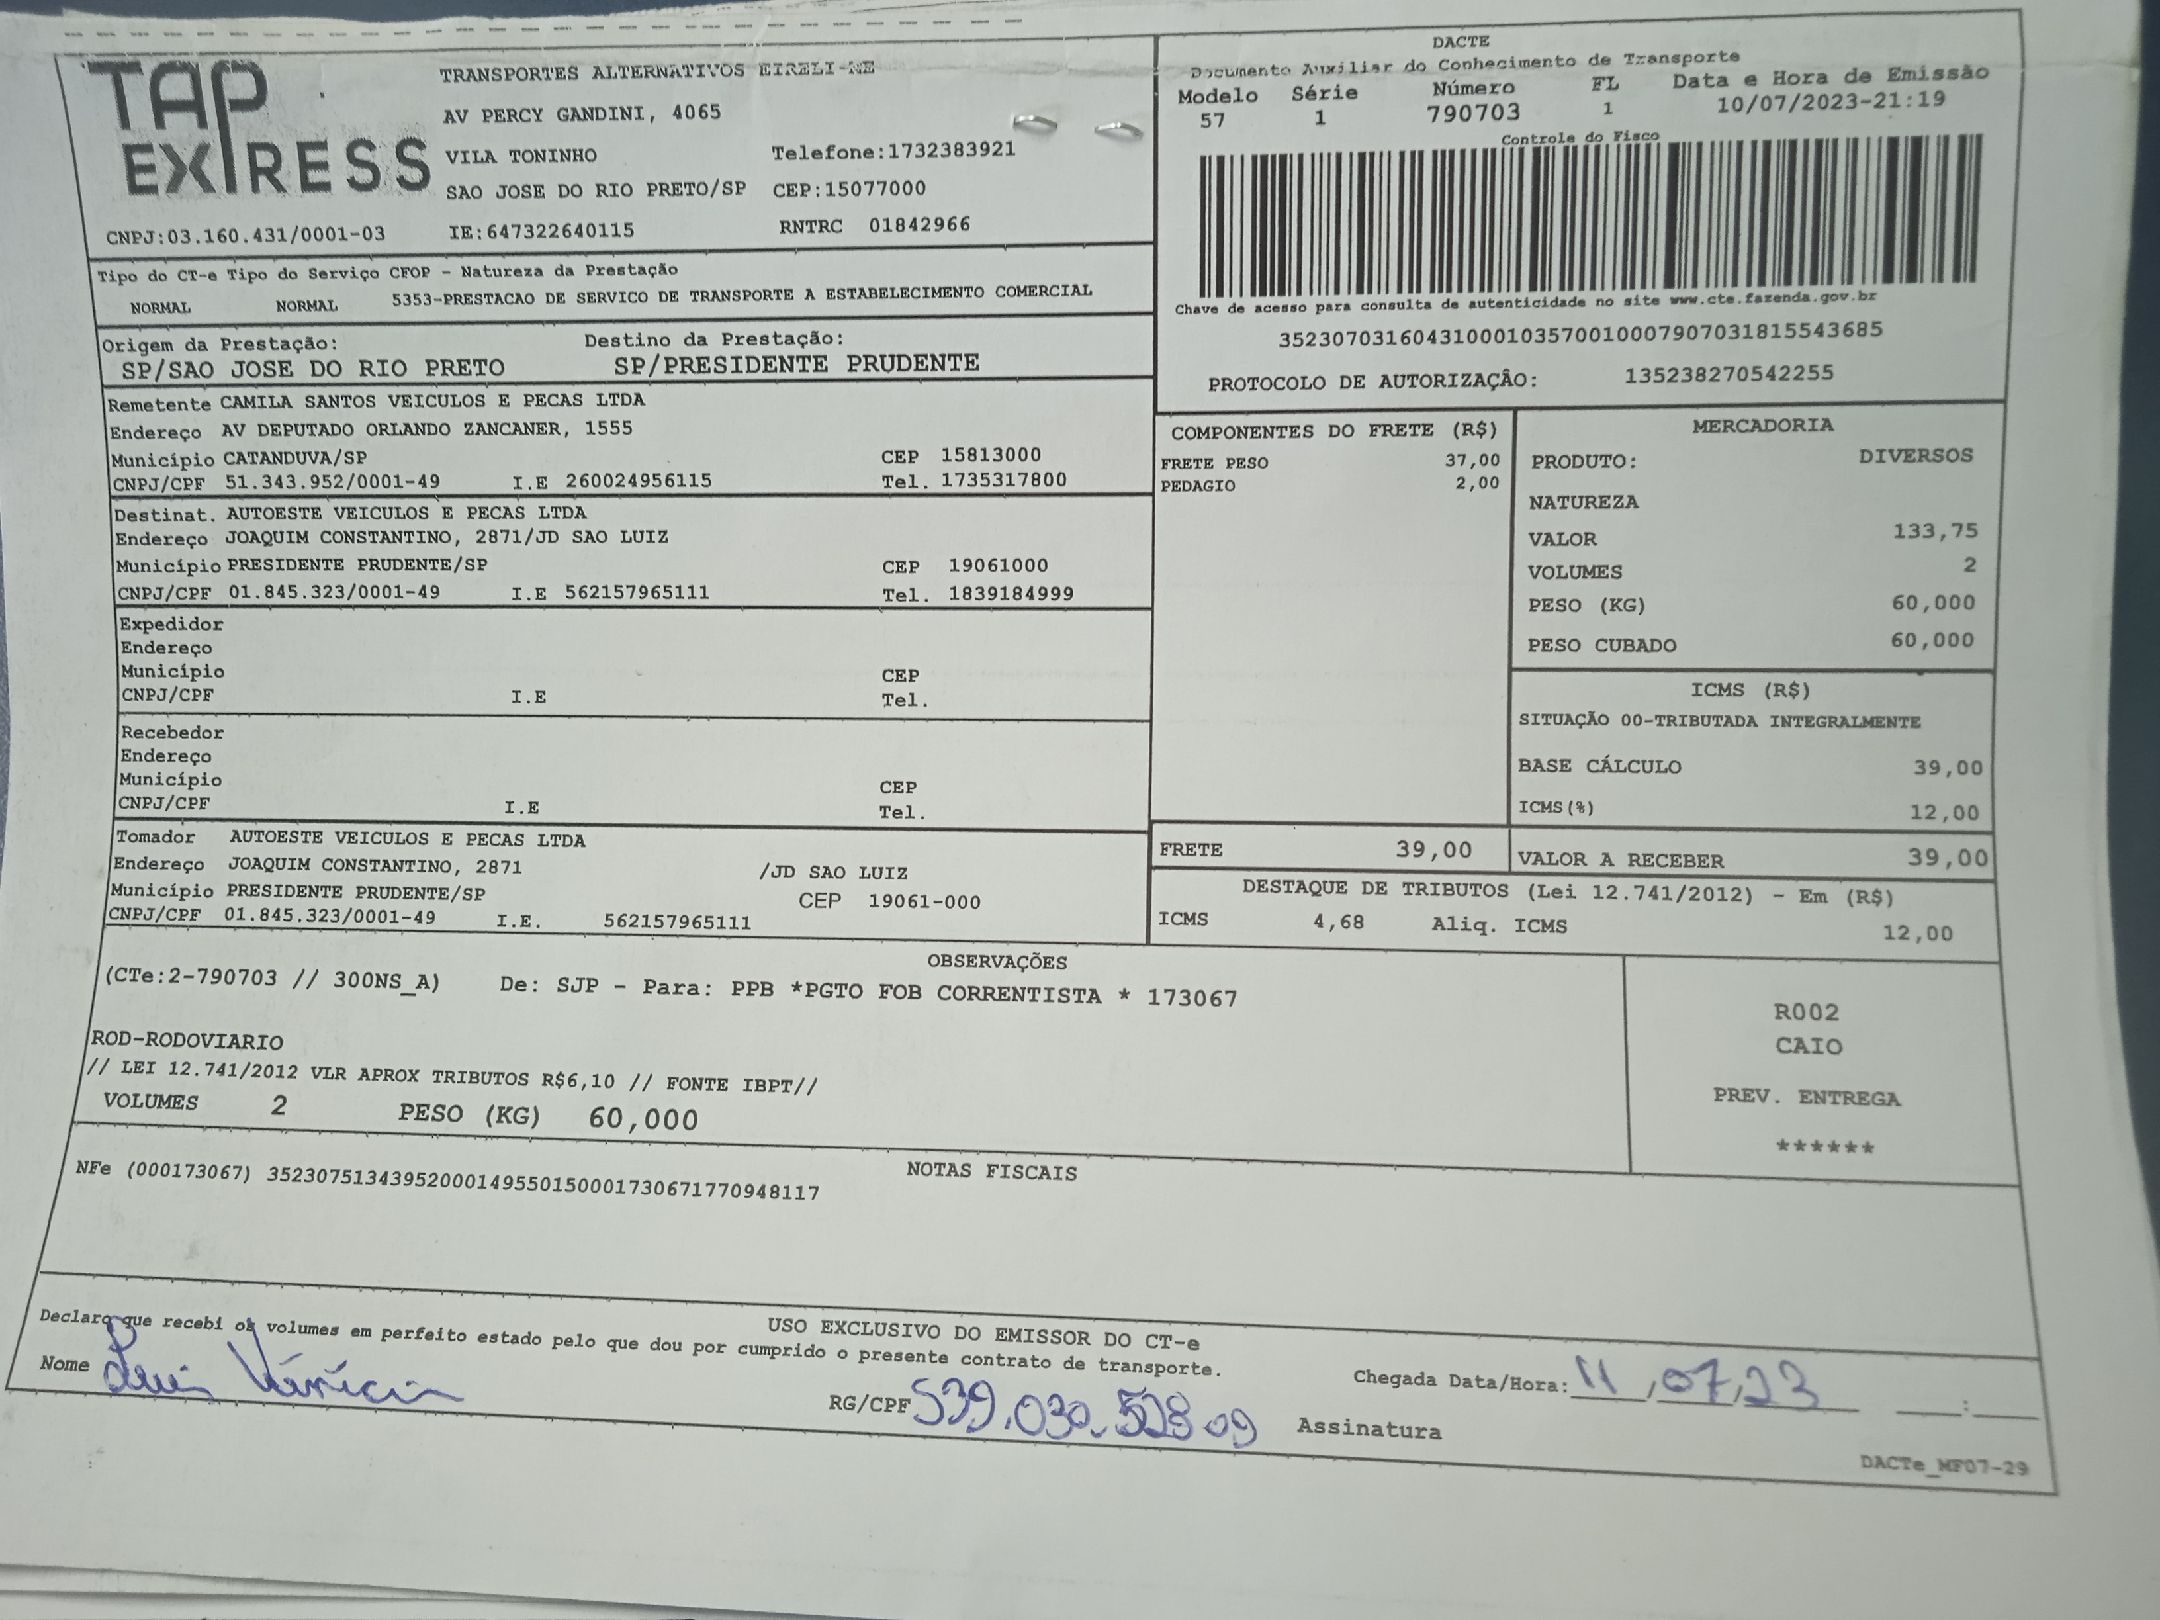 TAP EXPRESS
TRANSPORTES ALTERNATIVOS EIRELI-ME
AV PERCY GANDINI, 4065
VILA TONINHO Telefone:1732383921
SAO JOSE DO RIO PRETO/SP CEP:15077000
CNPJ:03.160.431/0001-03 IE:647322640115 RNTRC 01842966
DACTE
Documento Auxiliar do Conhecimento de Transporte
Modelo Série Número FL Data e Hora de Emissão
57 1 790703 1 10/07/2023-21:19
Controle do Fisco
Chave de acesso para consulta de autenticidade no site www.cte.fazenda.gov.br
35230703160431000103570010007907031815543685
PROTOCOLO DE AUTORIZAÇÃO: 135238270542255
Tipo do CT-e Tipo do Serviço CFOP - Natureza da Prestação
NORMAL NORMAL 5353-PRESTACAO DE SERVICO DE TRANSPORTE A ESTABELECIMENTO COMERCIAL
Origem da Prestação: Destino da Prestação:
SP/SAO JOSE DO RIO PRETO SP/PRESIDENTE PRUDENTE
Remetente CAMILA SANTOS VEICULOS E PECAS LTDA
Endereço AV DEPUTADO ORLANDO ZANCANER, 1555
Município CATANDUVA/SP CEP 15813000
CNPJ/CPF 51.343.952/0001-49 I.E 260024956115 Tel. 1735317800
Destinat. AUTOESTE VEICULOS E PECAS LTDA
Endereço JOAQUIM CONSTANTINO, 2871/JD SAO LUIZ
Município PRESIDENTE PRUDENTE/SP CEP 19061000
CNPJ/CPF 01.845.323/0001-49 I.E 562157965111 Tel. 1839184999
Expedidor
Endereço
Município CEP
CNPJ/CPF I.E Tel.
Recebedor
Endereço
Município CEP
CNPJ/CPF I.E Tel.
Tomador AUTOESTE VEICULOS E PECAS LTDA
Endereço JOAQUIM CONSTANTINO, 2871 /JD SAO LUIZ
Município PRESIDENTE PRUDENTE/SP CEP 19061-000
CNPJ/CPF 01.845.323/0001-49 I.E. 562157965111
COMPONENTES DO FRETE (R$)
FRETE PESO 37,00
PEDAGIO 2,00
MERCADORIA
PRODUTO: DIVERSOS
NATUREZA
VALOR 133,75
VOLUMES 2
PESO (KG) 60,000
PESO CUBADO 60,000
ICMS (R$)
SITUAÇÃO 00-TRIBUTADA INTEGRALMENTE
BASE CÁLCULO 39,00
ICMS(%) 12,00
FRETE 39,00 VALOR A RECEBER 39,00
DESTAQUE DE TRIBUTOS (Lei 12.741/2012) - Em (R$)
ICMS 4,68 Aliq. ICMS 12,00
OBSERVAÇÕES
(CTe:2-790703 // 300NS_A) De: SJP - Para: PPB *PGTO FOB CORRENTISTA * 173067
ROD-RODOVIARIO
// LEI 12.741/2012 VLR APROX TRIBUTOS R$6,10 // FONTE IBPT//
VOLUMES 2 PESO (KG) 60,000
R002
CAIO
PREV. ENTREGA
******
NOTAS FISCAIS
NFe (000173067) 35230751343952000149550150001730671770948117
USO EXCLUSIVO DO EMISSOR DO CT-e
Declaro que recebi os volumes em perfeito estado pelo que dou por cumprido o presente contrato de transporte.
Nome Luis Vinícius RG/CPF 539.030.528 09 Chegada Data/Hora: 11/07/23 __:__
Assinatura
DACTe_MF07-29